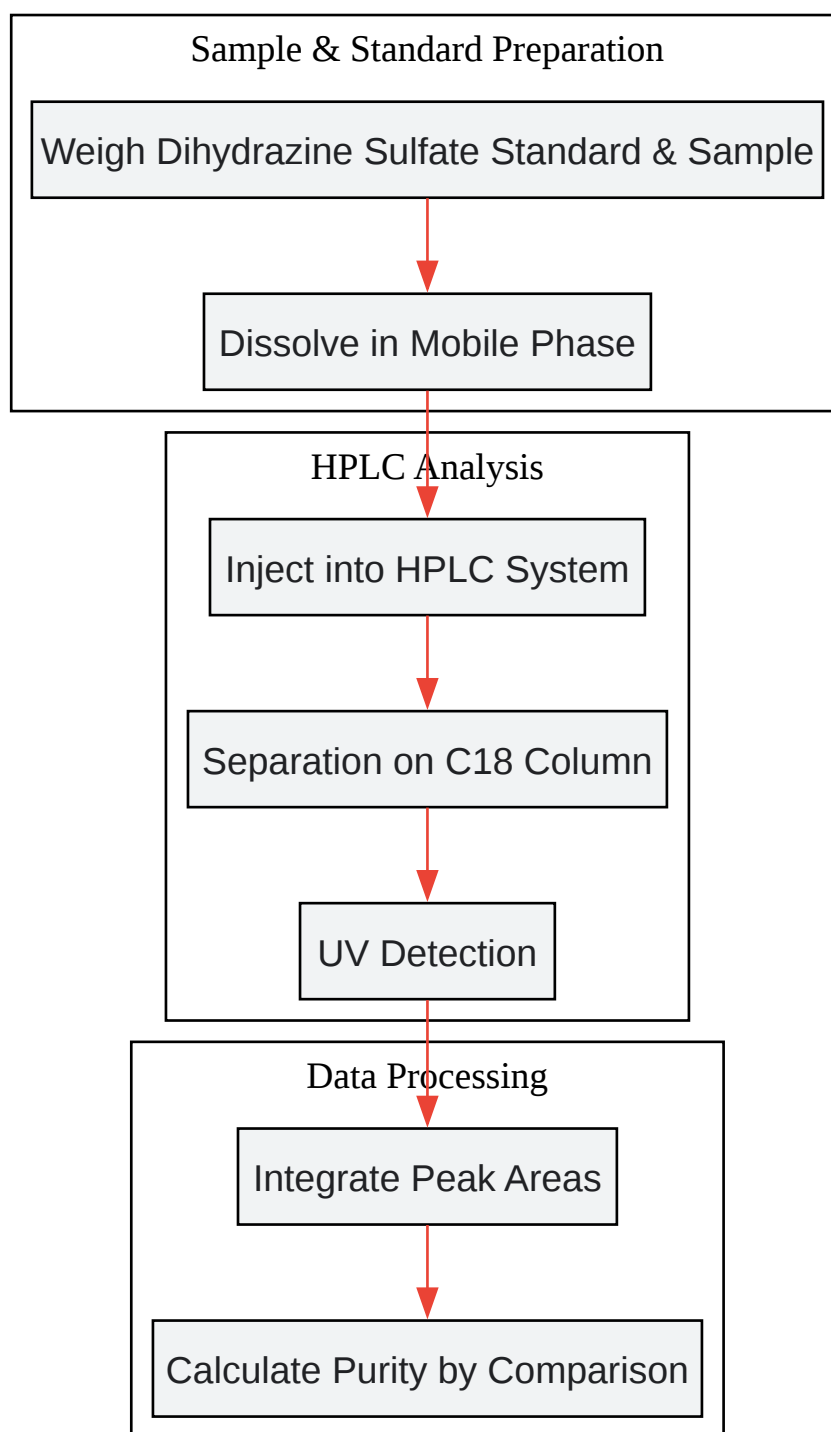 Sample & Standard Preparation
Weigh Dihydrazine Sulfate Standard & Sample
Dissolve in Mobile Phase
HPLC Analysis
Inject into HPLC System
Separation on C18 Column
UV Detection
Data Processing
Integrate Peak Areas
Calculate Purity by Comparison